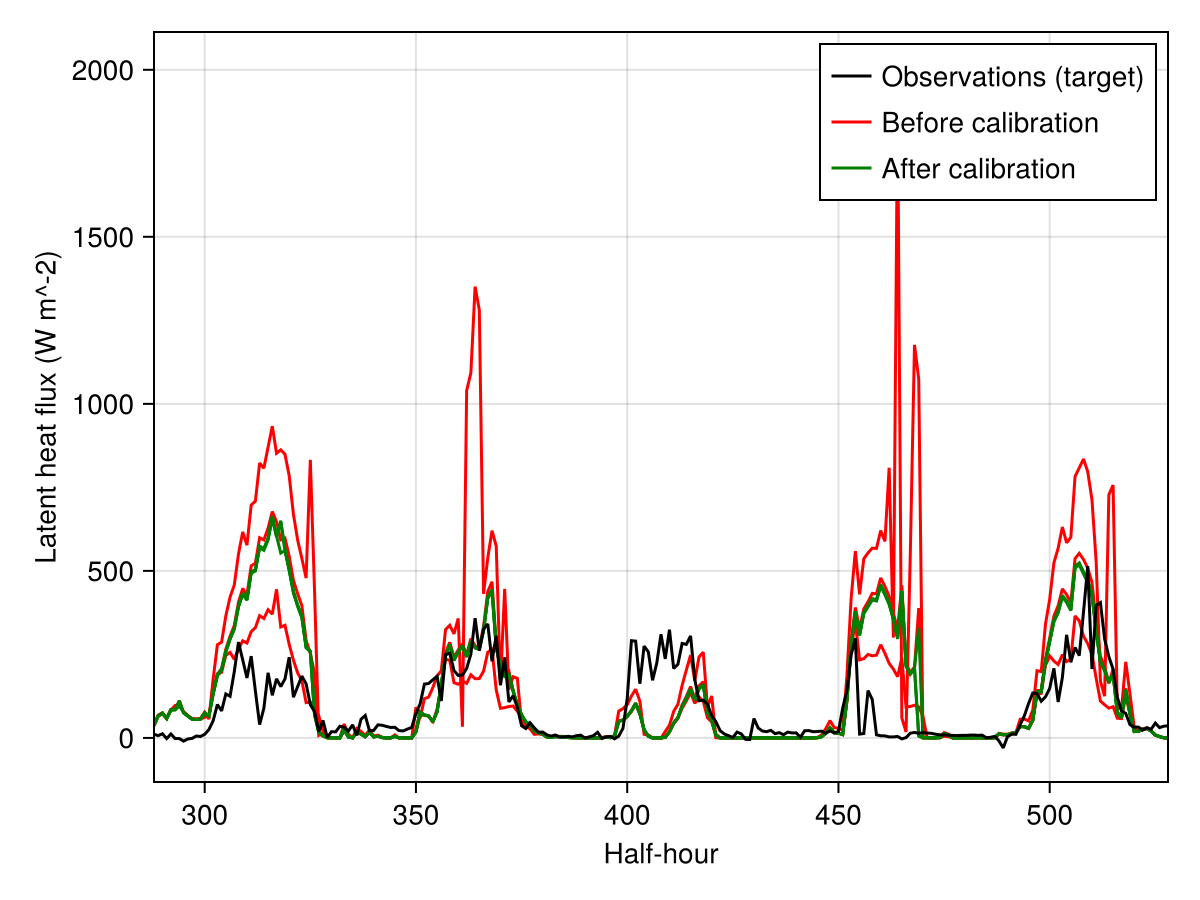 2000
1500
1000
500
0
Latent heat flux (W m^-2)
Observations (target)
Before calibration
After calibration
300
350
400
450
500
Half-hour